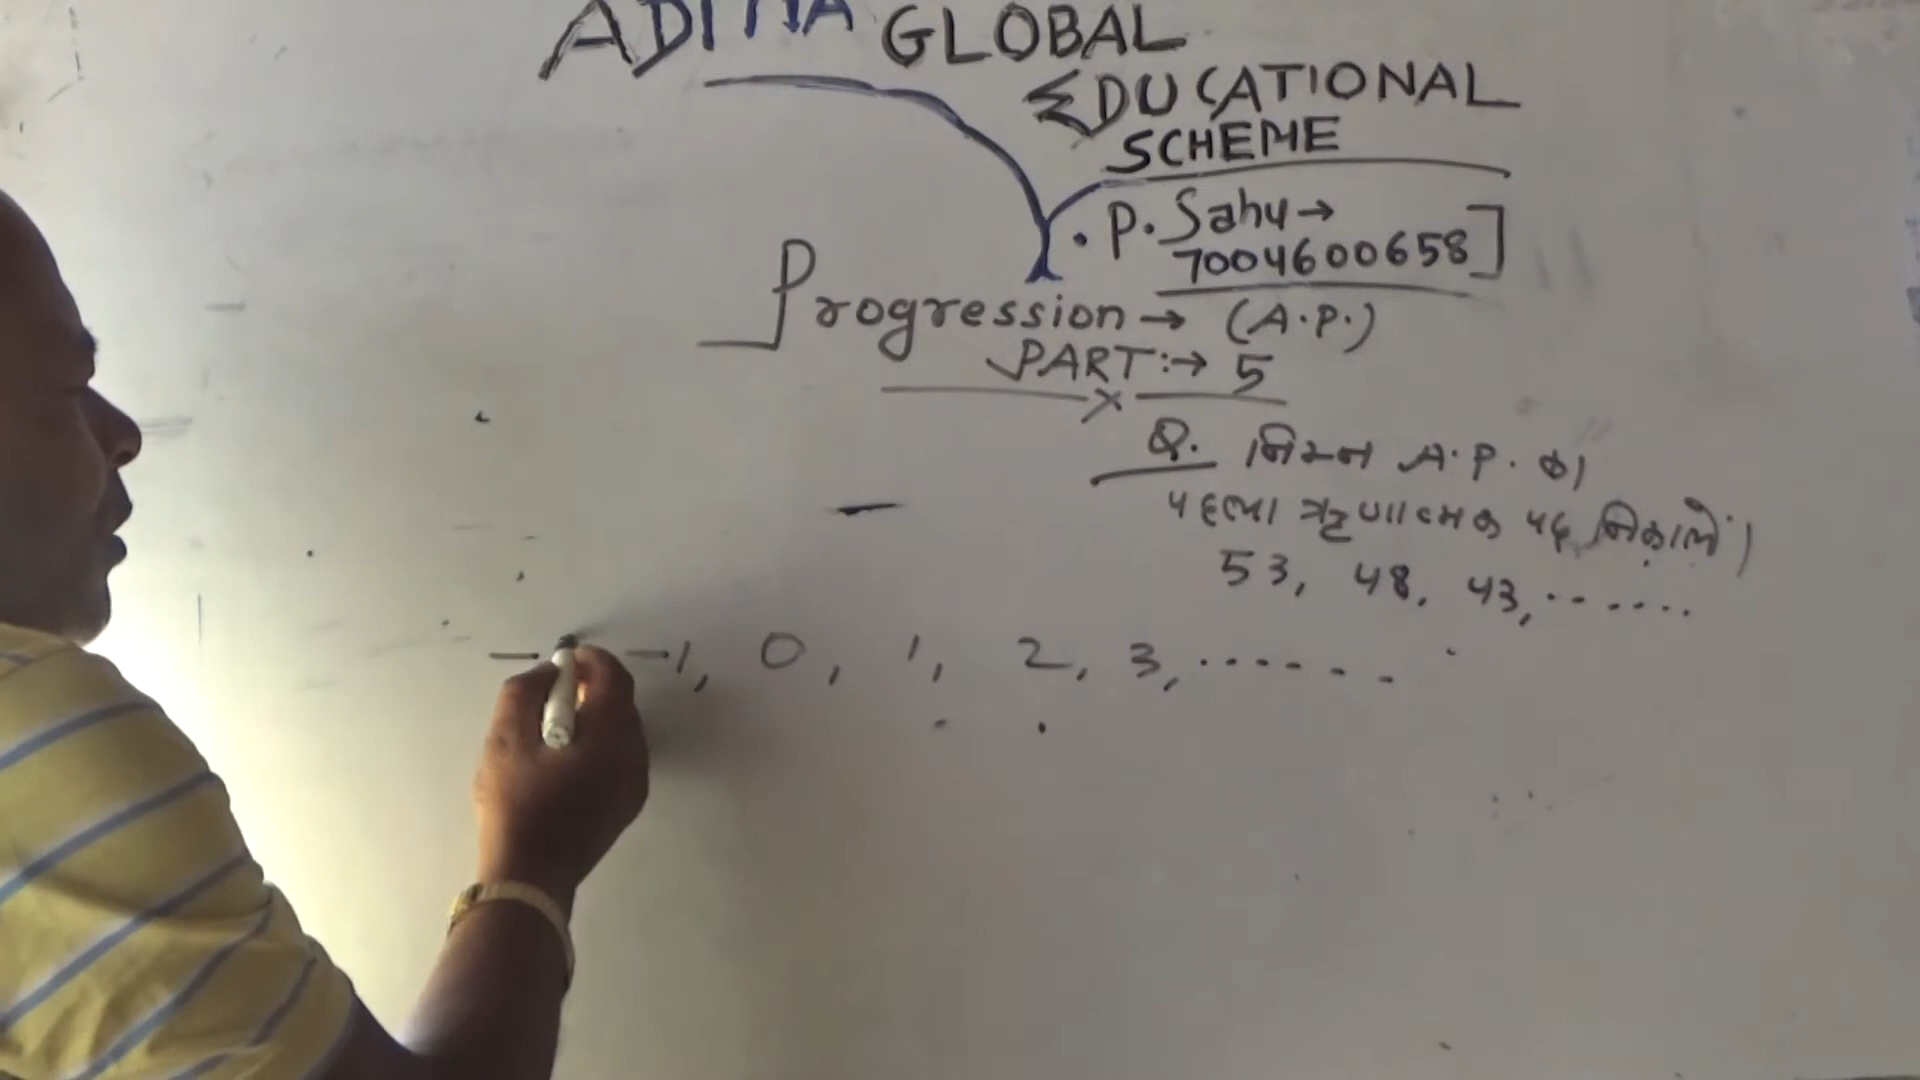 ADITYA GLOBAL
EDUCATIONAL
SCHEME
P. Sahu→
7004600658]
Progression → (A.P.)
PART:→ 5
Q. निम्न A.P. का
पहला ऋणात्मक पद निकालें।
53, 48, 43, .......
-1, 0, 1, 2, 3, .......